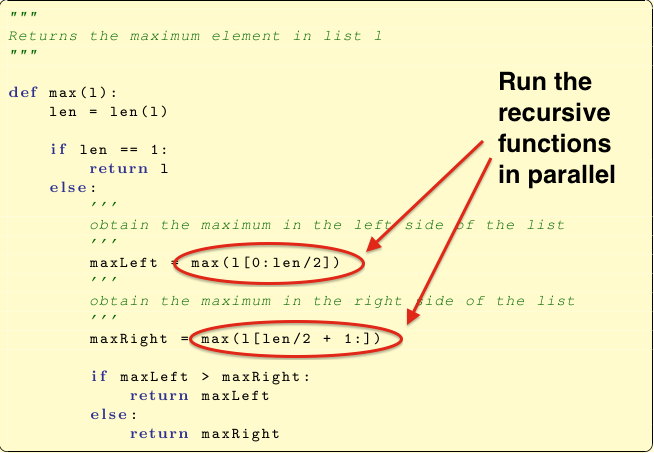 """
Returns the maximum element in list l
"""
def max(l):
    len = len(l)
    if len == 1:
        return l
    else:
        '''
        obtain the maximum in the left side of the list
        '''
        maxLeft = max(l[0:len/2])
        '''
        obtain the maximum in the right side of the list
        '''
        maxRight = max(l[len/2 + 1:])
        if maxLeft > maxRight:
            return maxLeft
        else:
            return maxRight
Run the
recursive
functions
in parallel